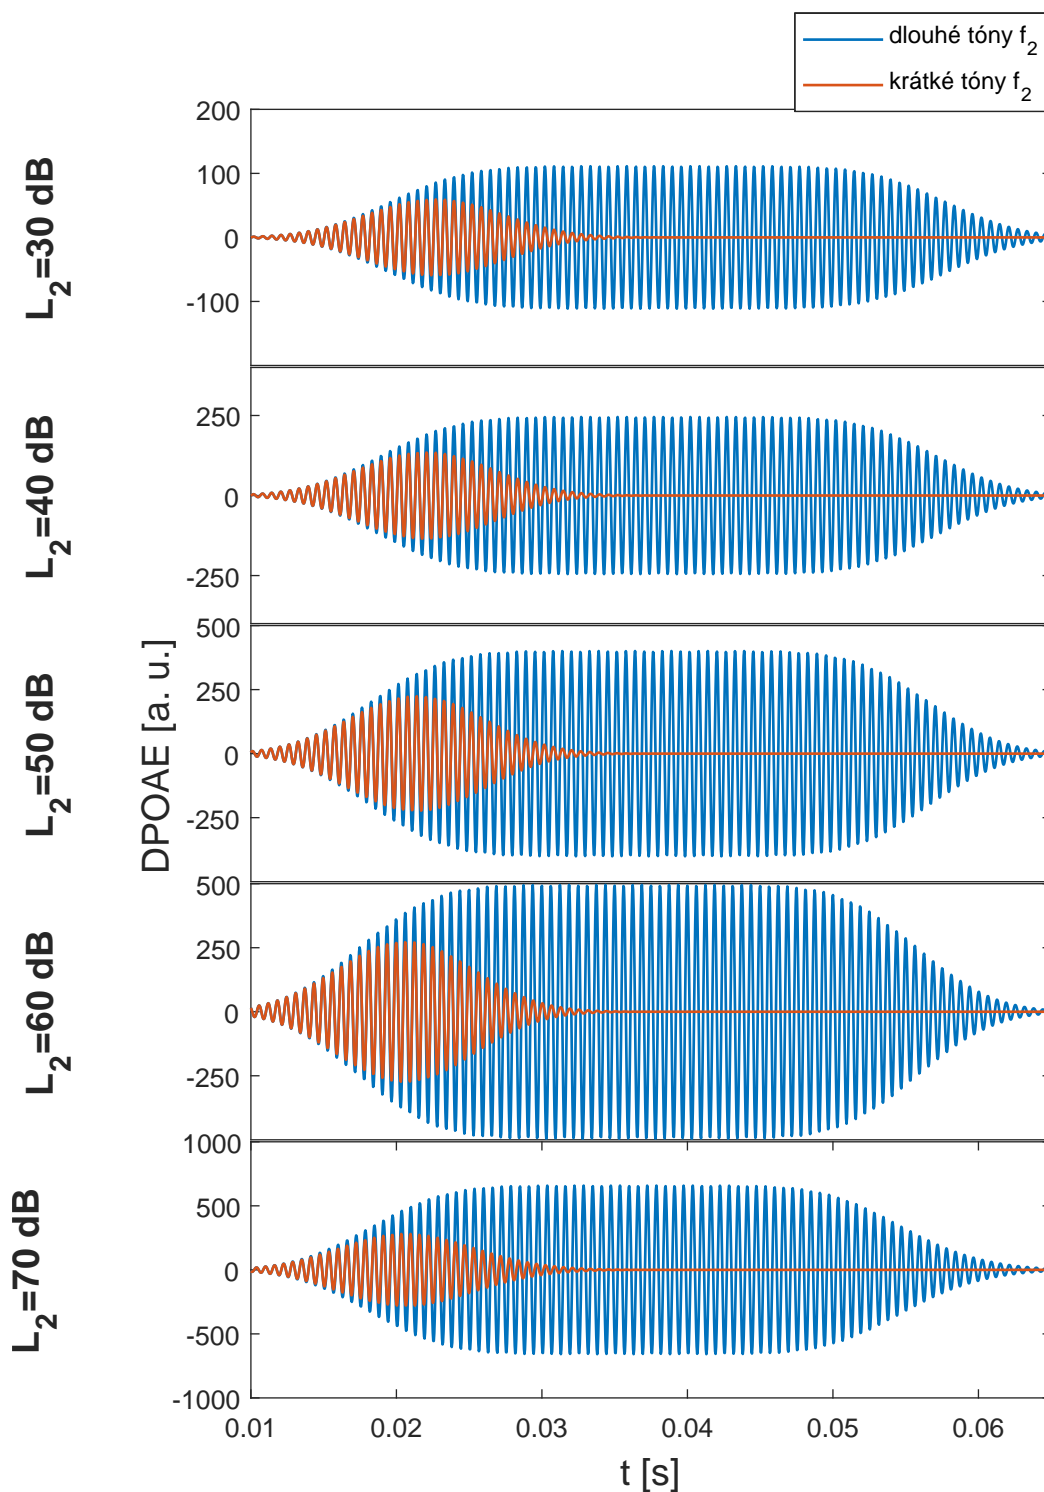 dlouhé tóny f₂
krátké tóny f₂
L₂=30 dB
200
100
0
-100
L₂=40 dB
250
0
-250
L₂=50 dB
500
250
0
-250
DPOAE [a. u.]
L₂=60 dB
500
250
0
-250
L₂=70 dB
1000
500
0
-500
-1000
0.01 0.02 0.03 0.04 0.05 0.06
t [s]